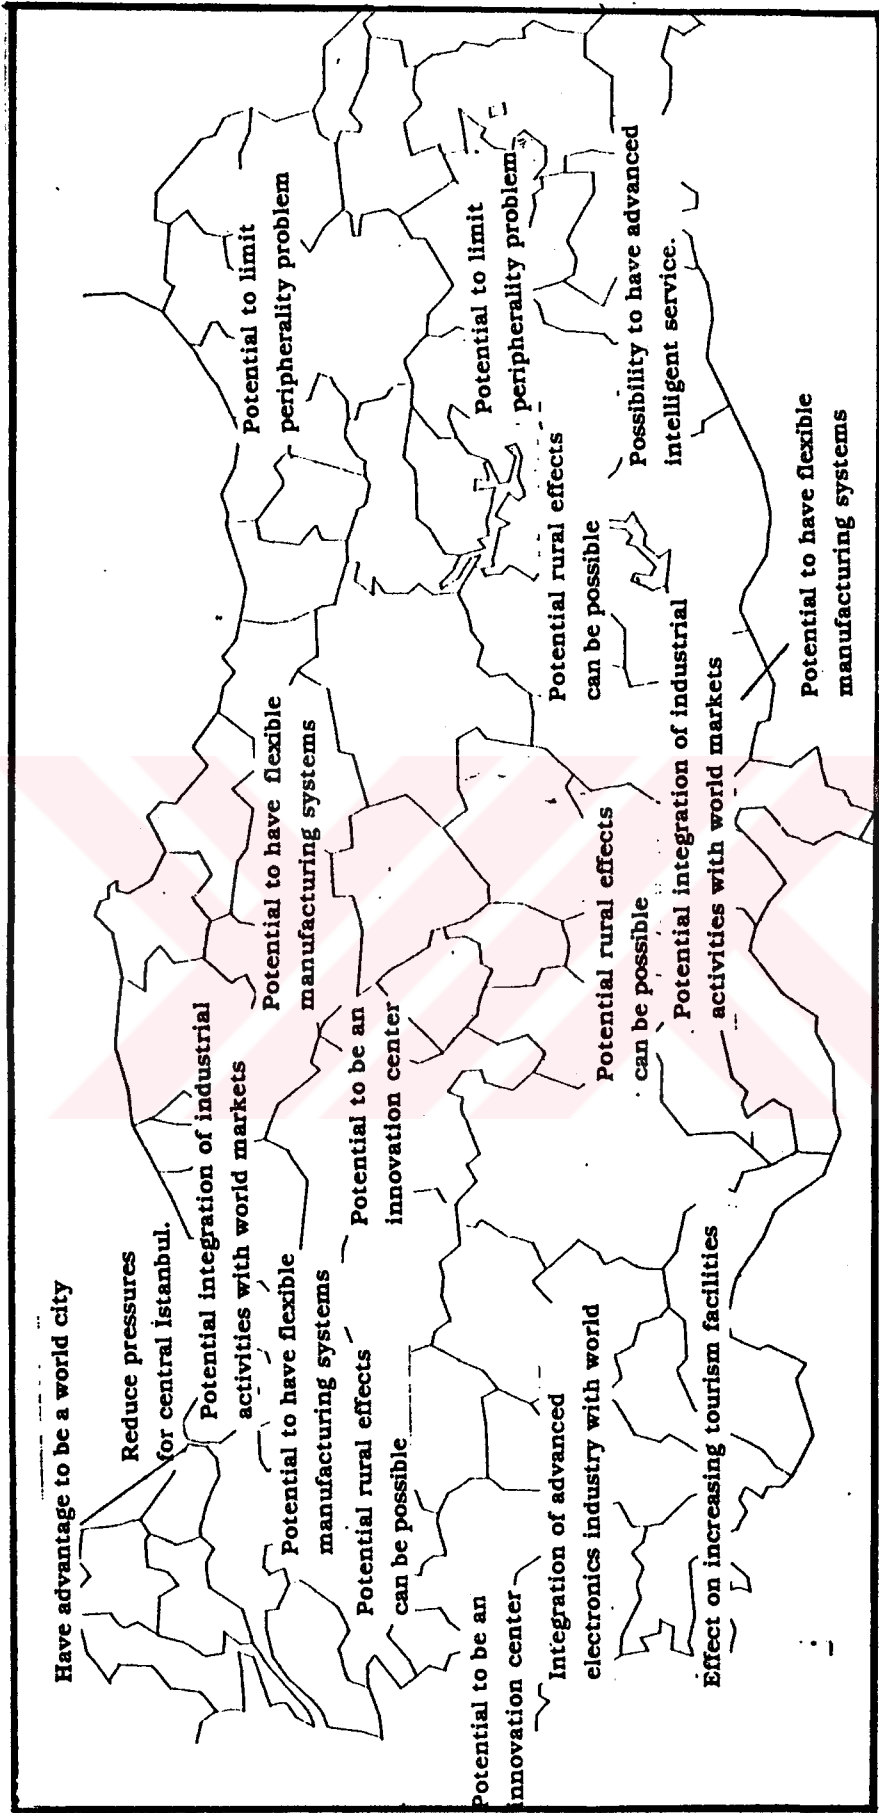 Have advantage to be a world city
Reduce pressures
for central Istanbul.
Potential integration of industrial
activities with world markets
Potential to have flexible
manufacturing systems
Potential rural effects
can be possible
Potential to be an
innovation center
Integration of advanced
electronics industry with world
Effect on increasing tourism facilities
Potential to be an
innovation center
Potential to have flexible
manufacturing systems
Potential rural effects
can be possible
Potential integration of industrial
activities with world markets
Potential to limit
peripherality problem
Potential to limit
peripherality problem
Potential rural effects
can be possible
Possibility to have advanced
intelligent service.
Potential to have flexible
manufacturing systems